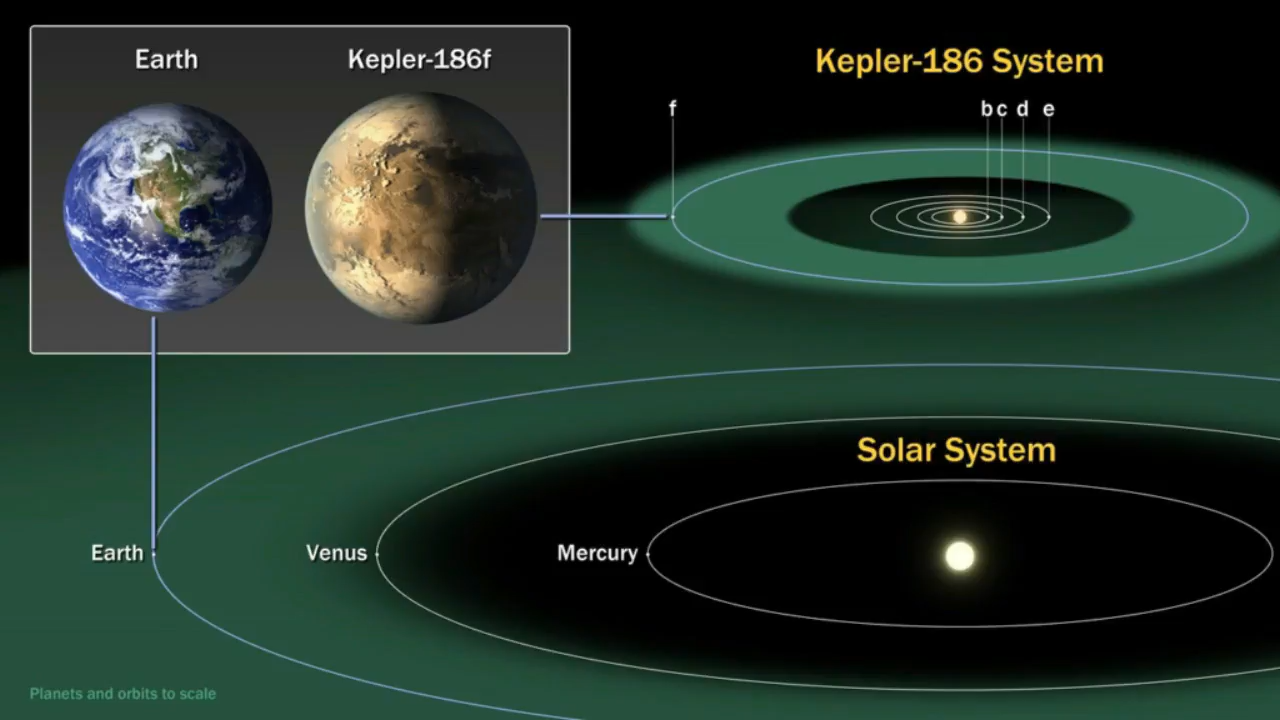 Earth
Kepler-186f
Kepler-186 System
f
b c d e
Solar System
Earth
Venus
Mercury
Planets and orbits to scale